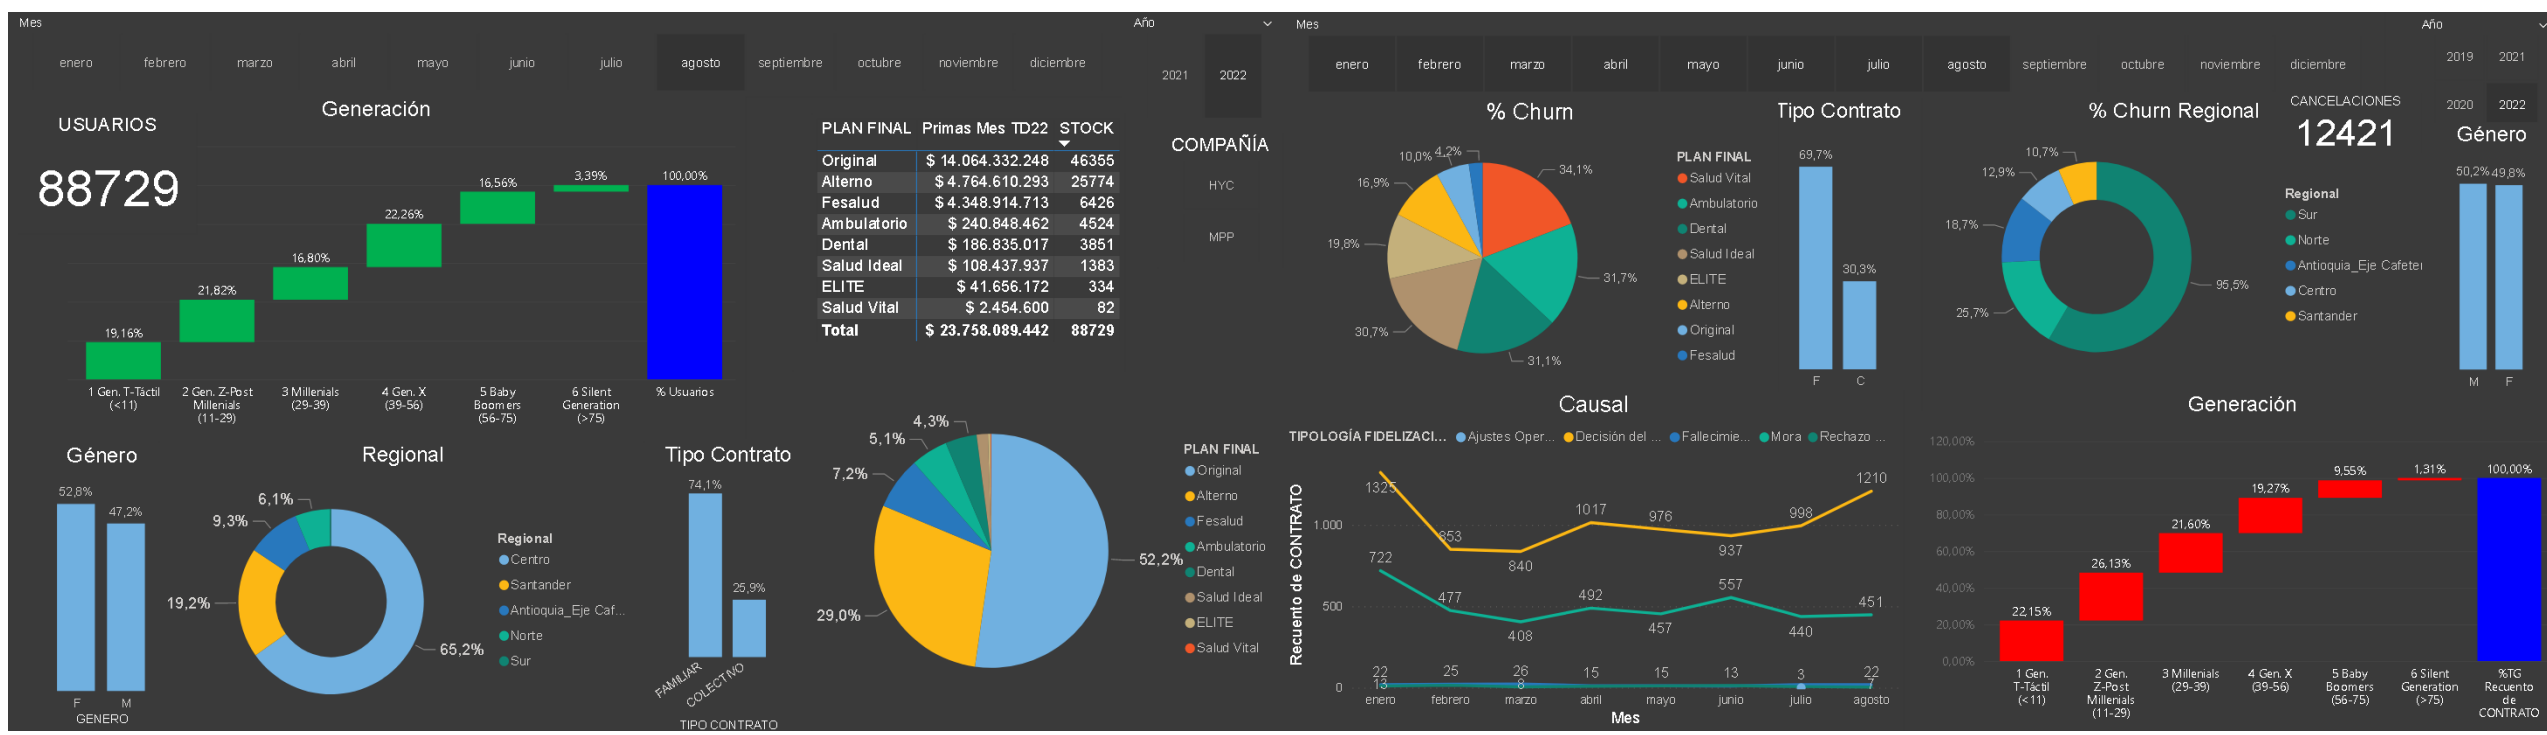 Mes
enero febrero marzo abril mayo junio julio agosto septiembre octubre noviembre diciembre
Año
2021 2022
USUARIOS
88729
Generación
19,16%
21,82%
16,80%
22,26%
16,56%
3,39%
100,00%
1 Gen. T-Táctil (<11)
2 Gen. Z-Post Millenials (11-29)
3 Millenials (29-39)
4 Gen. X (39-56)
5 Baby Boomers (56-75)
6 Silent Generation (>75)
% Usuarios
PLAN FINAL Primas Mes TD22 STOCK
Original $ 14.064.332.248 46355
Alterno $ 4.764.610.293 25774
Fesalud $ 4.348.914.713 6426
Ambulatorio $ 240.848.462 4524
Dental $ 186.835.017 3851
Salud Ideal $ 108.437.937 1383
ELITE $ 41.656.172 334
Salud Vital $ 2.454.600 82
Total $ 23.758.089.442 88729
COMPAÑÍA
HYC
MPP
Género
52,8%
47,2%
F M
GENERO
Regional
6,1%
9,3%
19,2%
65,2%
Regional
Centro
Santander
Antioquia_Eje Caf...
Norte
Sur
Tipo Contrato
74,1%
25,9%
FAMILIAR
COLECTIVO
TIPO CONTRATO
4,3%
5,1%
7,2%
29,0%
52,2%
PLAN FINAL
Original
Alterno
Fesalud
Ambulatorio
Dental
Salud Ideal
ELITE
Salud Vital
Mes
enero febrero marzo abril mayo junio julio agosto septiembre octubre noviembre diciembre
Año
2019 2021
2020 2022
% Churn
4,2%
10,0%
16,9%
19,8%
30,7%
31,1%
31,7%
34,1%
PLAN FINAL
Salud Vital
Ambulatorio
Dental
Salud Ideal
ELITE
Alterno
Original
Fesalud
Tipo Contrato
69,7%
30,3%
F C
% Churn Regional
10,7%
12,9%
18,7%
25,7%
95,5%
Regional
Sur
Norte
Antioquia_Eje Cafeter
Centro
Santander
CANCELACIONES
12421
Género
50,2% 49,8%
M F
Causal
TIPOLOGÍA FIDELIZACI... Ajustes Oper... Decisión del ... Fallecimie... Mora Rechazo ...
Recuento de CONTRATO
1.000
500
0
1325 853 840 1017 976 937 998 1210
722 477 408 492 457 557 440 451
22 25 26 15 15 13 3 22
13 8 7
enero febrero marzo abril mayo junio julio agosto
Mes
Generación
120,00%
100,00%
80,00%
60,00%
40,00%
20,00%
0,00%
22,15%
26,13%
21,60%
19,27%
9,55%
1,31%
100,00%
1 Gen. T-Táctil (<11)
2 Gen. Z-Post Millenials (11-29)
3 Millenials (29-39)
4 Gen. X (39-56)
5 Baby Boomers (56-75)
6 Silent Generation (>75)
%TG Recuento de CONTRATO